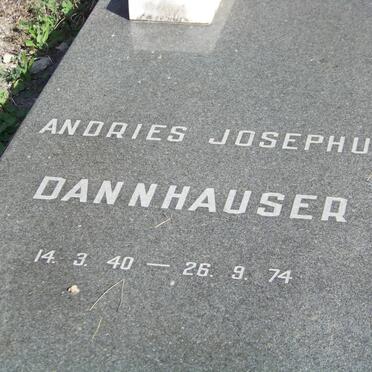 ANDRIES JOSEPHU
DANNHAUSER
14. 3. 40 — 26. 9. 74